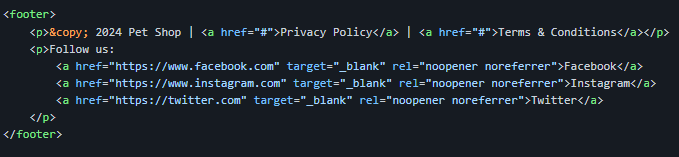 <footer>
    <p>&copy; 2024 Pet Shop | <a href="#">Privacy Policy</a> | <a href="#">Terms & Conditions</a></p>
    <p>Follow us:
        <a href="https://www.facebook.com" target="_blank" rel="noopener noreferrer">Facebook</a>
        <a href="https://www.instagram.com" target="_blank" rel="noopener noreferrer">Instagram</a>
        <a href="https://twitter.com" target="_blank" rel="noopener noreferrer">Twitter</a>
    </p>
</footer>